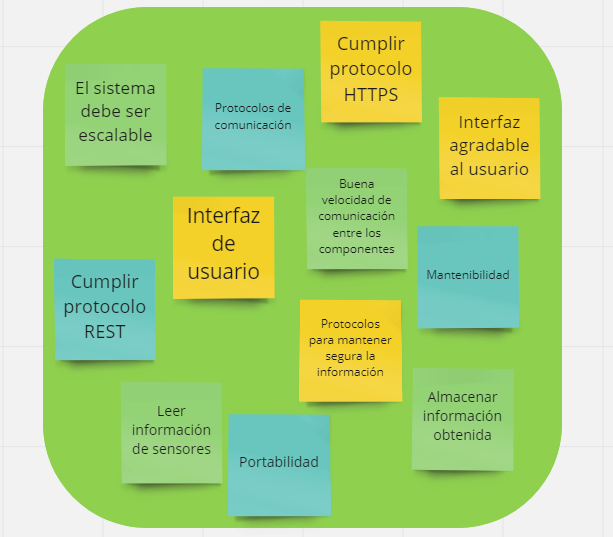 Cumplir
protocolo
HTTPS
El sistema
debe ser
escalable
Protocolos de
comunicación
Interfaz
agradable
al usuario
Buena
velocidad de
comunicación
entre los
componentes
Interfaz
de
usuario
Mantenibilidad
Cumplir
protocolo
REST
Protocolos
para mantener
segura la
información
Almacenar
información
obtenida
Leer
información
de sensores
Portabilidad